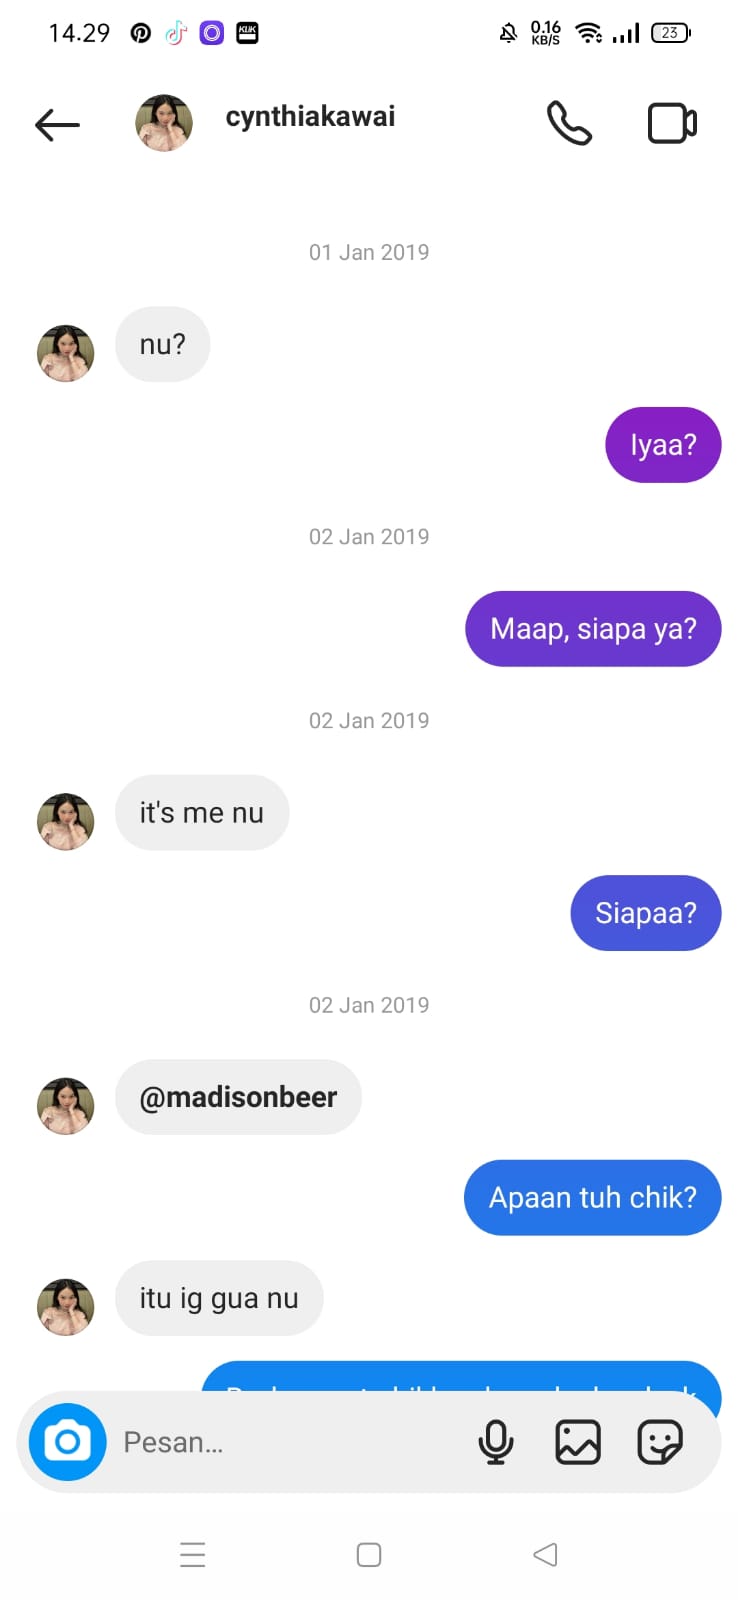 14.29
KLIK
0.16
KB/S
23
cynthiakawai
01 Jan 2019
nu?
Iyaa?
02 Jan 2019
Maap, siapa ya?
02 Jan 2019
it's me nu
Siapaa?
02 Jan 2019
@madisonbeer
Apaan tuh chik?
itu ig gua nu
Pesan...